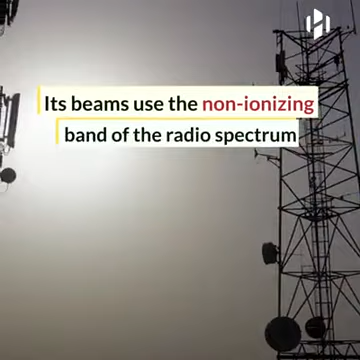 Its beams use the non-ionizing
band of the radio spectrum